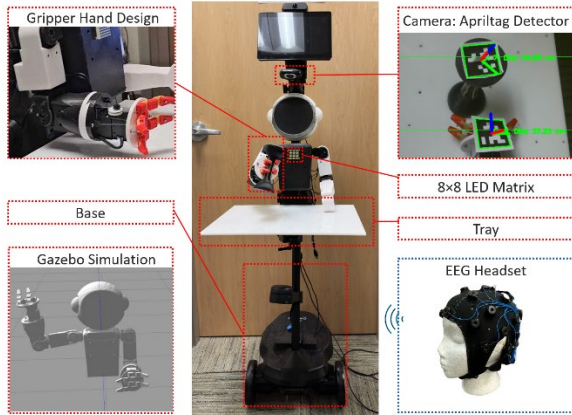 Gripper Hand Design
Camera: Apriltag Detector
8×8 LED Matrix
Base
Tray
Gazebo Simulation
EEG Headset